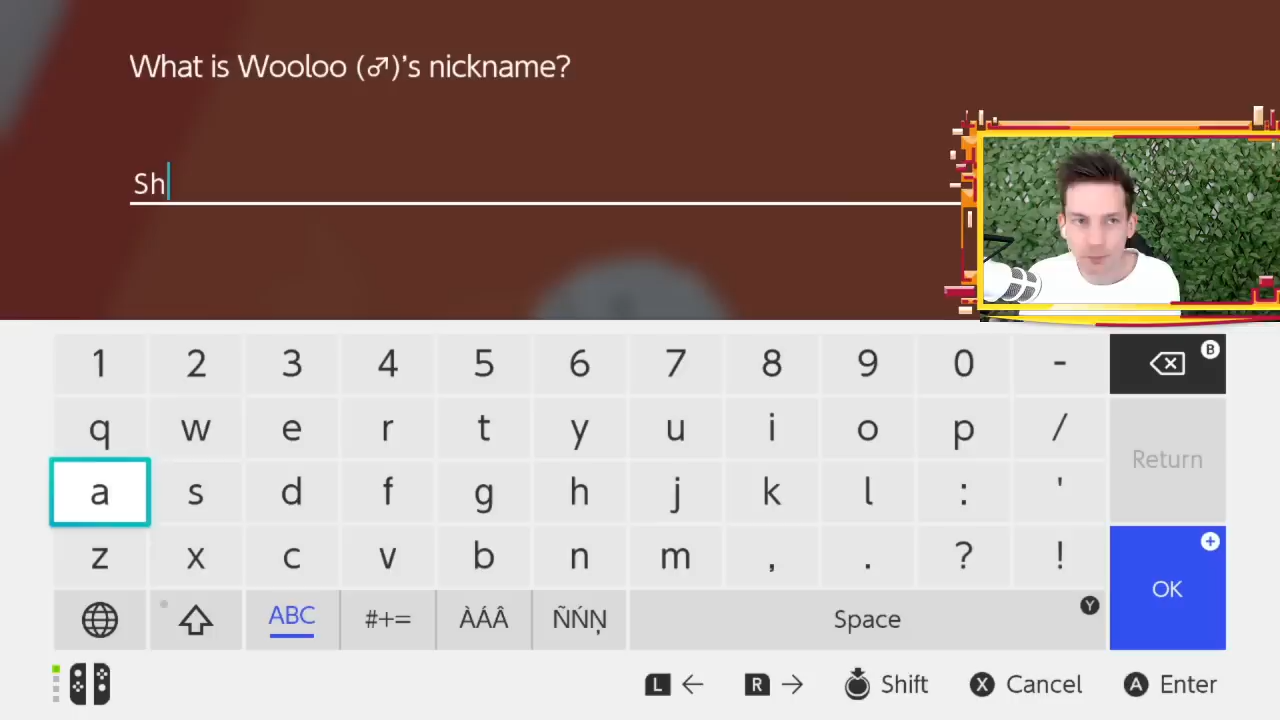 What is Wooloo (♂)'s nickname?
Sh
1 2 3 4 5 6 7 8 9 0 - B
q w e r t y u i o p / Return
a s d f g h j k l : '
z x c v b n m , . ? ! + OK
ABC #+= ÀÁÂ ÑŃŅ Space Y
L ← R → Shift X Cancel A Enter